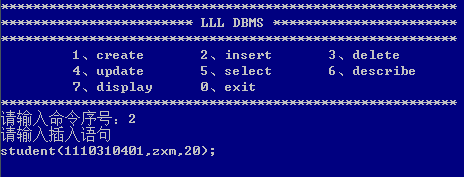 ************************************************************
************************ LLL DBMS ************************
************************************************************
1、create 2、insert 3、delete
4、update 5、select 6、describe
7、display 0、exit
************************************************************
请输入命令序号：2
请输入插入语句
student(1110310401,zxm,20);